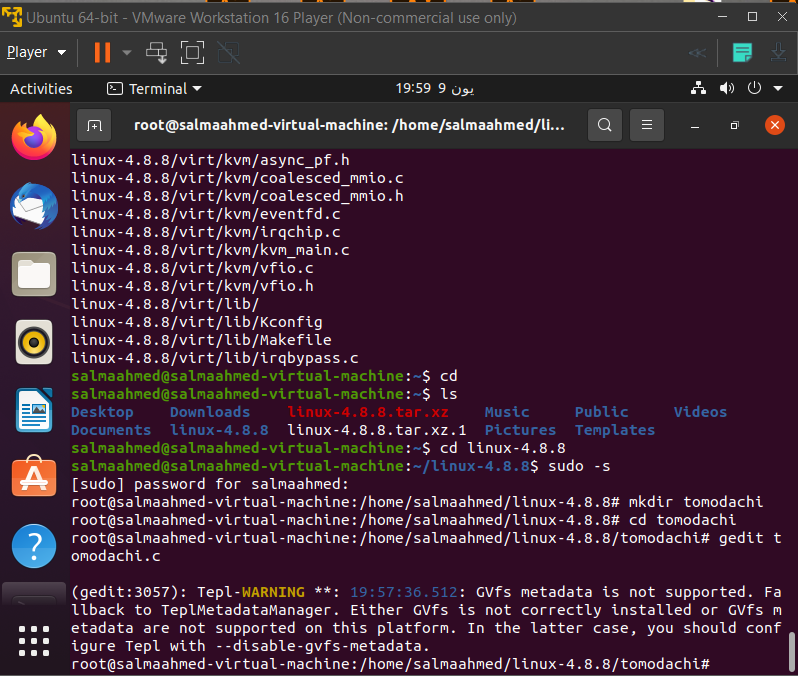 Ubuntu 64-bit - VMware Workstation 16 Player (Non-commercial use only)
Player
Activities
Terminal
19:59 9 يون
root@salmaahmed-virtual-machine: /home/salmaahmed/li...
linux-4.8.8/virt/kvm/async_pf.h
linux-4.8.8/virt/kvm/coalesced_mmio.c
linux-4.8.8/virt/kvm/coalesced_mmio.h
linux-4.8.8/virt/kvm/eventfd.c
linux-4.8.8/virt/kvm/irqchip.c
linux-4.8.8/virt/kvm/kvm_main.c
linux-4.8.8/virt/kvm/vfio.c
linux-4.8.8/virt/kvm/vfio.h
linux-4.8.8/virt/lib/
linux-4.8.8/virt/lib/Kconfig
linux-4.8.8/virt/lib/Makefile
linux-4.8.8/virt/lib/irqbypass.c
salmaahmed@salmaahmed-virtual-machine:~$ cd
salmaahmed@salmaahmed-virtual-machine:~$ ls
Desktop Downloads linux-4.8.8.tar.xz Music Public Videos
Documents linux-4.8.8 linux-4.8.8.tar.xz.1 Pictures Templates
salmaahmed@salmaahmed-virtual-machine:~$ cd linux-4.8.8
salmaahmed@salmaahmed-virtual-machine:~/linux-4.8.8$ sudo -s
[sudo] password for salmaahmed:
root@salmaahmed-virtual-machine:/home/salmaahmed/linux-4.8.8# mkdir tomodachi
root@salmaahmed-virtual-machine:/home/salmaahmed/linux-4.8.8# cd tomodachi
root@salmaahmed-virtual-machine:/home/salmaahmed/linux-4.8.8/tomodachi# gedit t
omodachi.c
(gedit:3057): Tepl-WARNING **: 19:57:36.512: GVfs metadata is not supported. Fa
llback to TeplMetadataManager. Either GVfs is not correctly installed or GVfs m
etadata are not supported on this platform. In the latter case, you should conf
igure Tepl with --disable-gvfs-metadata.
root@salmaahmed-virtual-machine:/home/salmaahmed/linux-4.8.8/tomodachi#